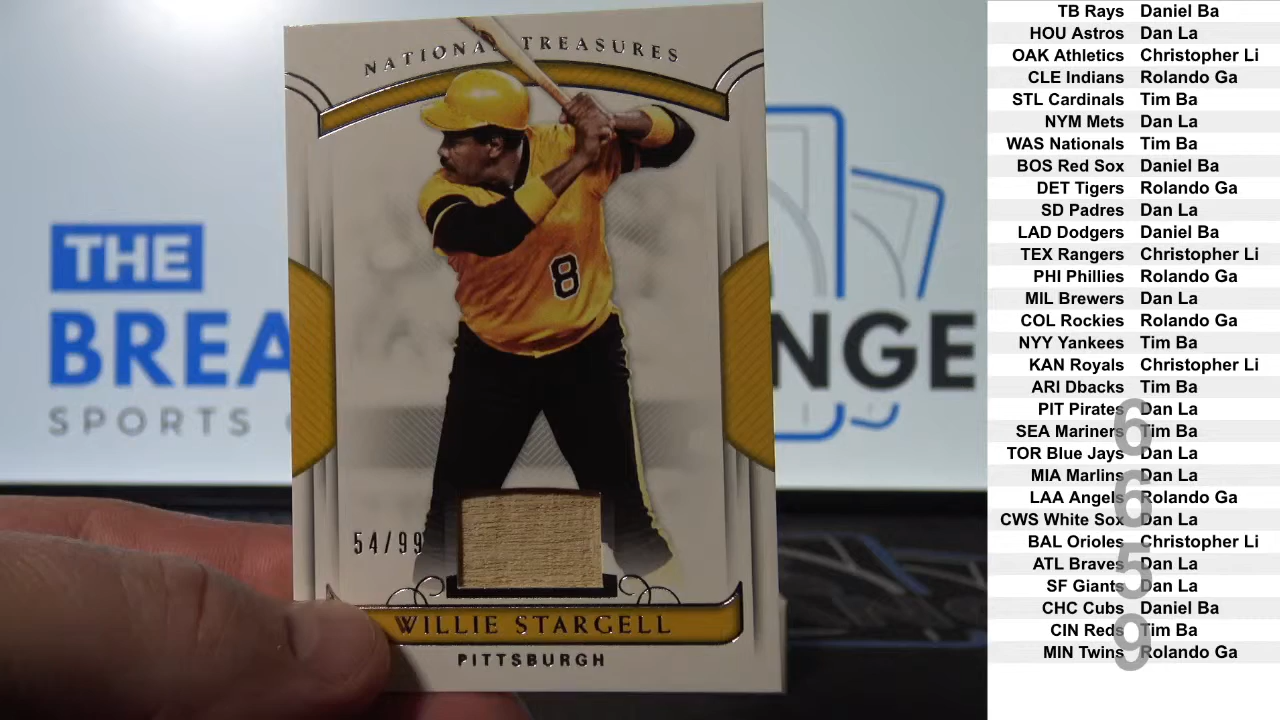 NATIONAL TREASURES
8
54/99
WILLIE STARGELL
PITTSBURGH
THE
BREA
NGE
SPORTS
TB Rays Daniel Ba
HOU Astros Dan La
OAK Athletics Christopher Li
CLE Indians Rolando Ga
STL Cardinals Tim Ba
NYM Mets Dan La
WAS Nationals Tim Ba
BOS Red Sox Daniel Ba
DET Tigers Rolando Ga
SD Padres Dan La
LAD Dodgers Daniel Ba
TEX Rangers Christopher Li
PHI Phillies Rolando Ga
MIL Brewers Dan La
COL Rockies Rolando Ga
NYY Yankees Tim Ba
KAN Royals Christopher Li
ARI Dbacks Tim Ba
PIT Pirates Dan La
SEA Mariners Tim Ba
TOR Blue Jays Dan La
MIA Marlins Dan La
LAA Angels Rolando Ga
CWS White Sox Dan La
BAL Orioles Christopher Li
ATL Braves Dan La
SF Giants Dan La
CHC Cubs Daniel Ba
CIN Reds Tim Ba
MIN Twins Rolando Ga
6
6
5
9